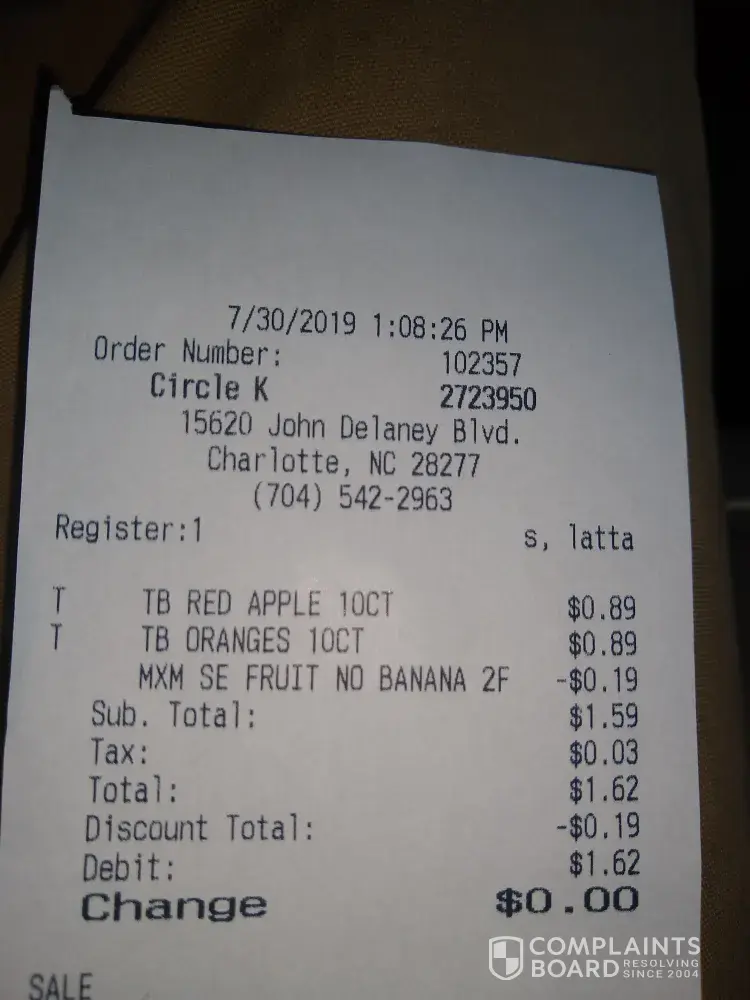 7/30/2019 1:08:26 PM
Order Number: 102357
Circle K 2723950
15620 John Delaney Blvd.
Charlotte, NC 28277
(704) 542-2963
Register:1 s, latta
T TB RED APPLE 10CT $0.89
T TB ORANGES 10CT $0.89
MXM SE FRUIT NO BANANA 2F -$0.19
Sub. Total: $1.59
Tax: $0.03
Total: $1.62
Discount Total: -$0.19
Debit: $1.62
Change $0.00
SALE
COMPLAINTS
BOARD RESOLVING
SINCE 2004